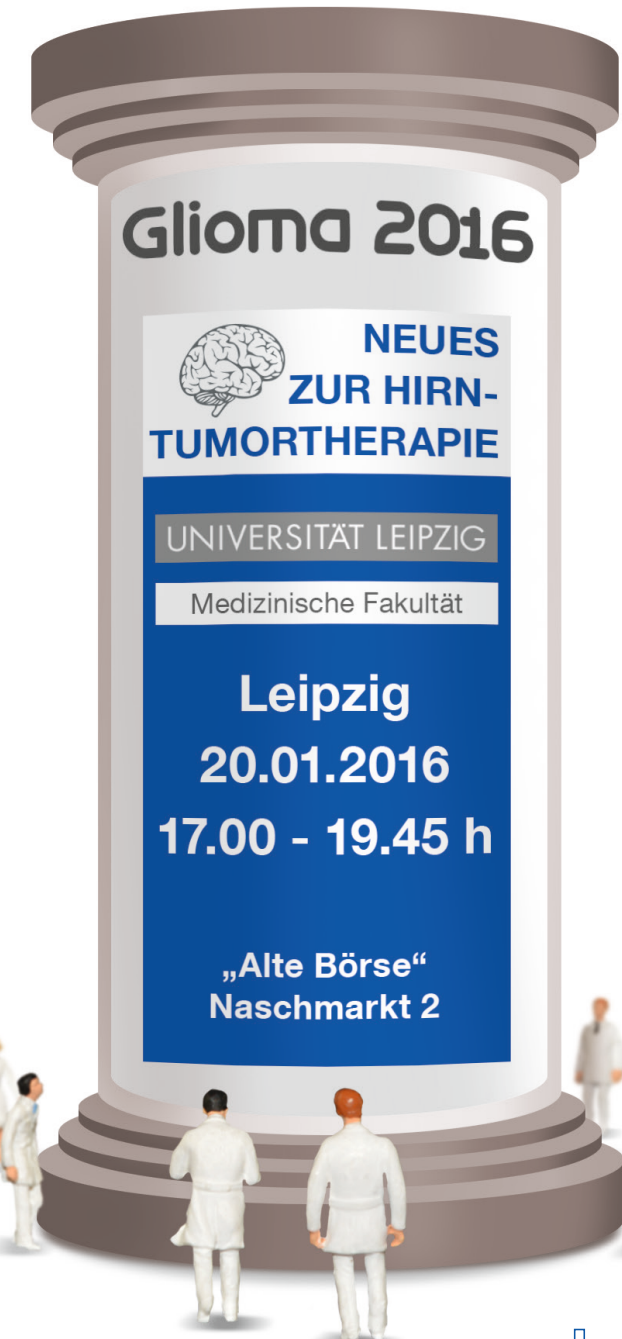 Glioma 2016
NEUES
ZUR HIRN-
TUMORTHERAPIE
UNIVERSITÄT LEIPZIG
Medizinische Fakultät
Leipzig
20.01.2016
17.00 - 19.45 h
„Alte Börse“
Naschmarkt 2